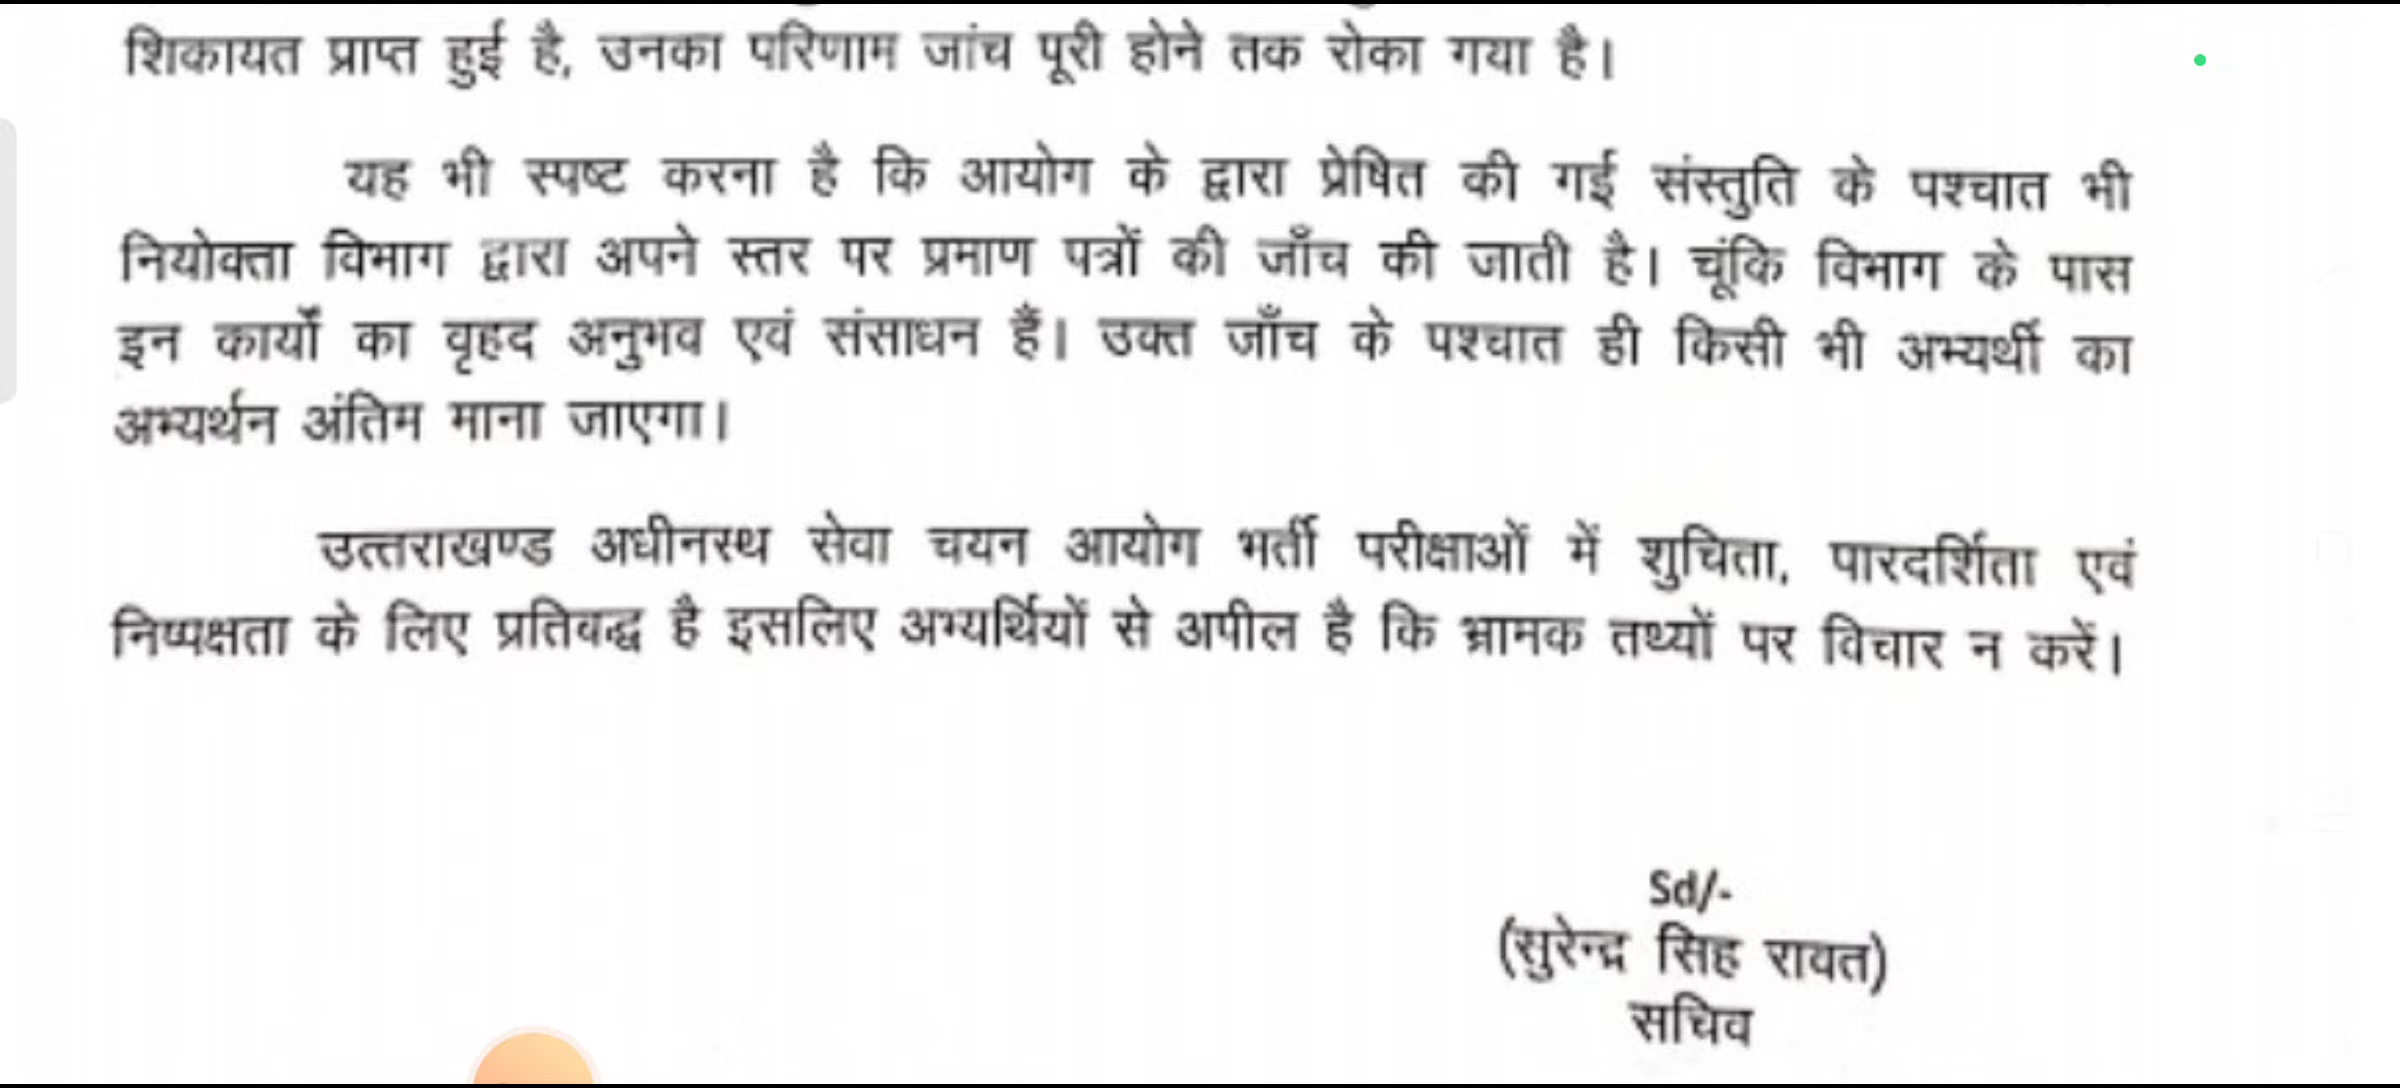 शिकायत प्राप्त हुई है, उनका परिणाम जांच पूरी होने तक रोका गया है।
यह भी स्पष्ट करना है कि आयोग के द्वारा प्रेषित की गई संस्तुति के पश्चात भी
नियोक्ता विभाग द्वारा अपने स्तर पर प्रमाण पत्रों की जाँच की जाती है। चूंकि विभाग के पास
इन कार्यों का वृहद अनुभव एवं संसाधन हैं। उक्त जाँच के पश्चात ही किसी भी अभ्यर्थी का
अभ्यर्थन अंतिम माना जाएगा।
उत्तराखण्ड अधीनस्थ सेवा चयन आयोग भर्ती परीक्षाओं में शुचिता, पारदर्शिता एवं
निष्पक्षता के लिए प्रतिबद्ध है इसलिए अभ्यर्थियों से अपील है कि भ्रामक तथ्यों पर विचार न करें।
Sd/-
(सुरेन्द्र सिह रावत)
सचिव